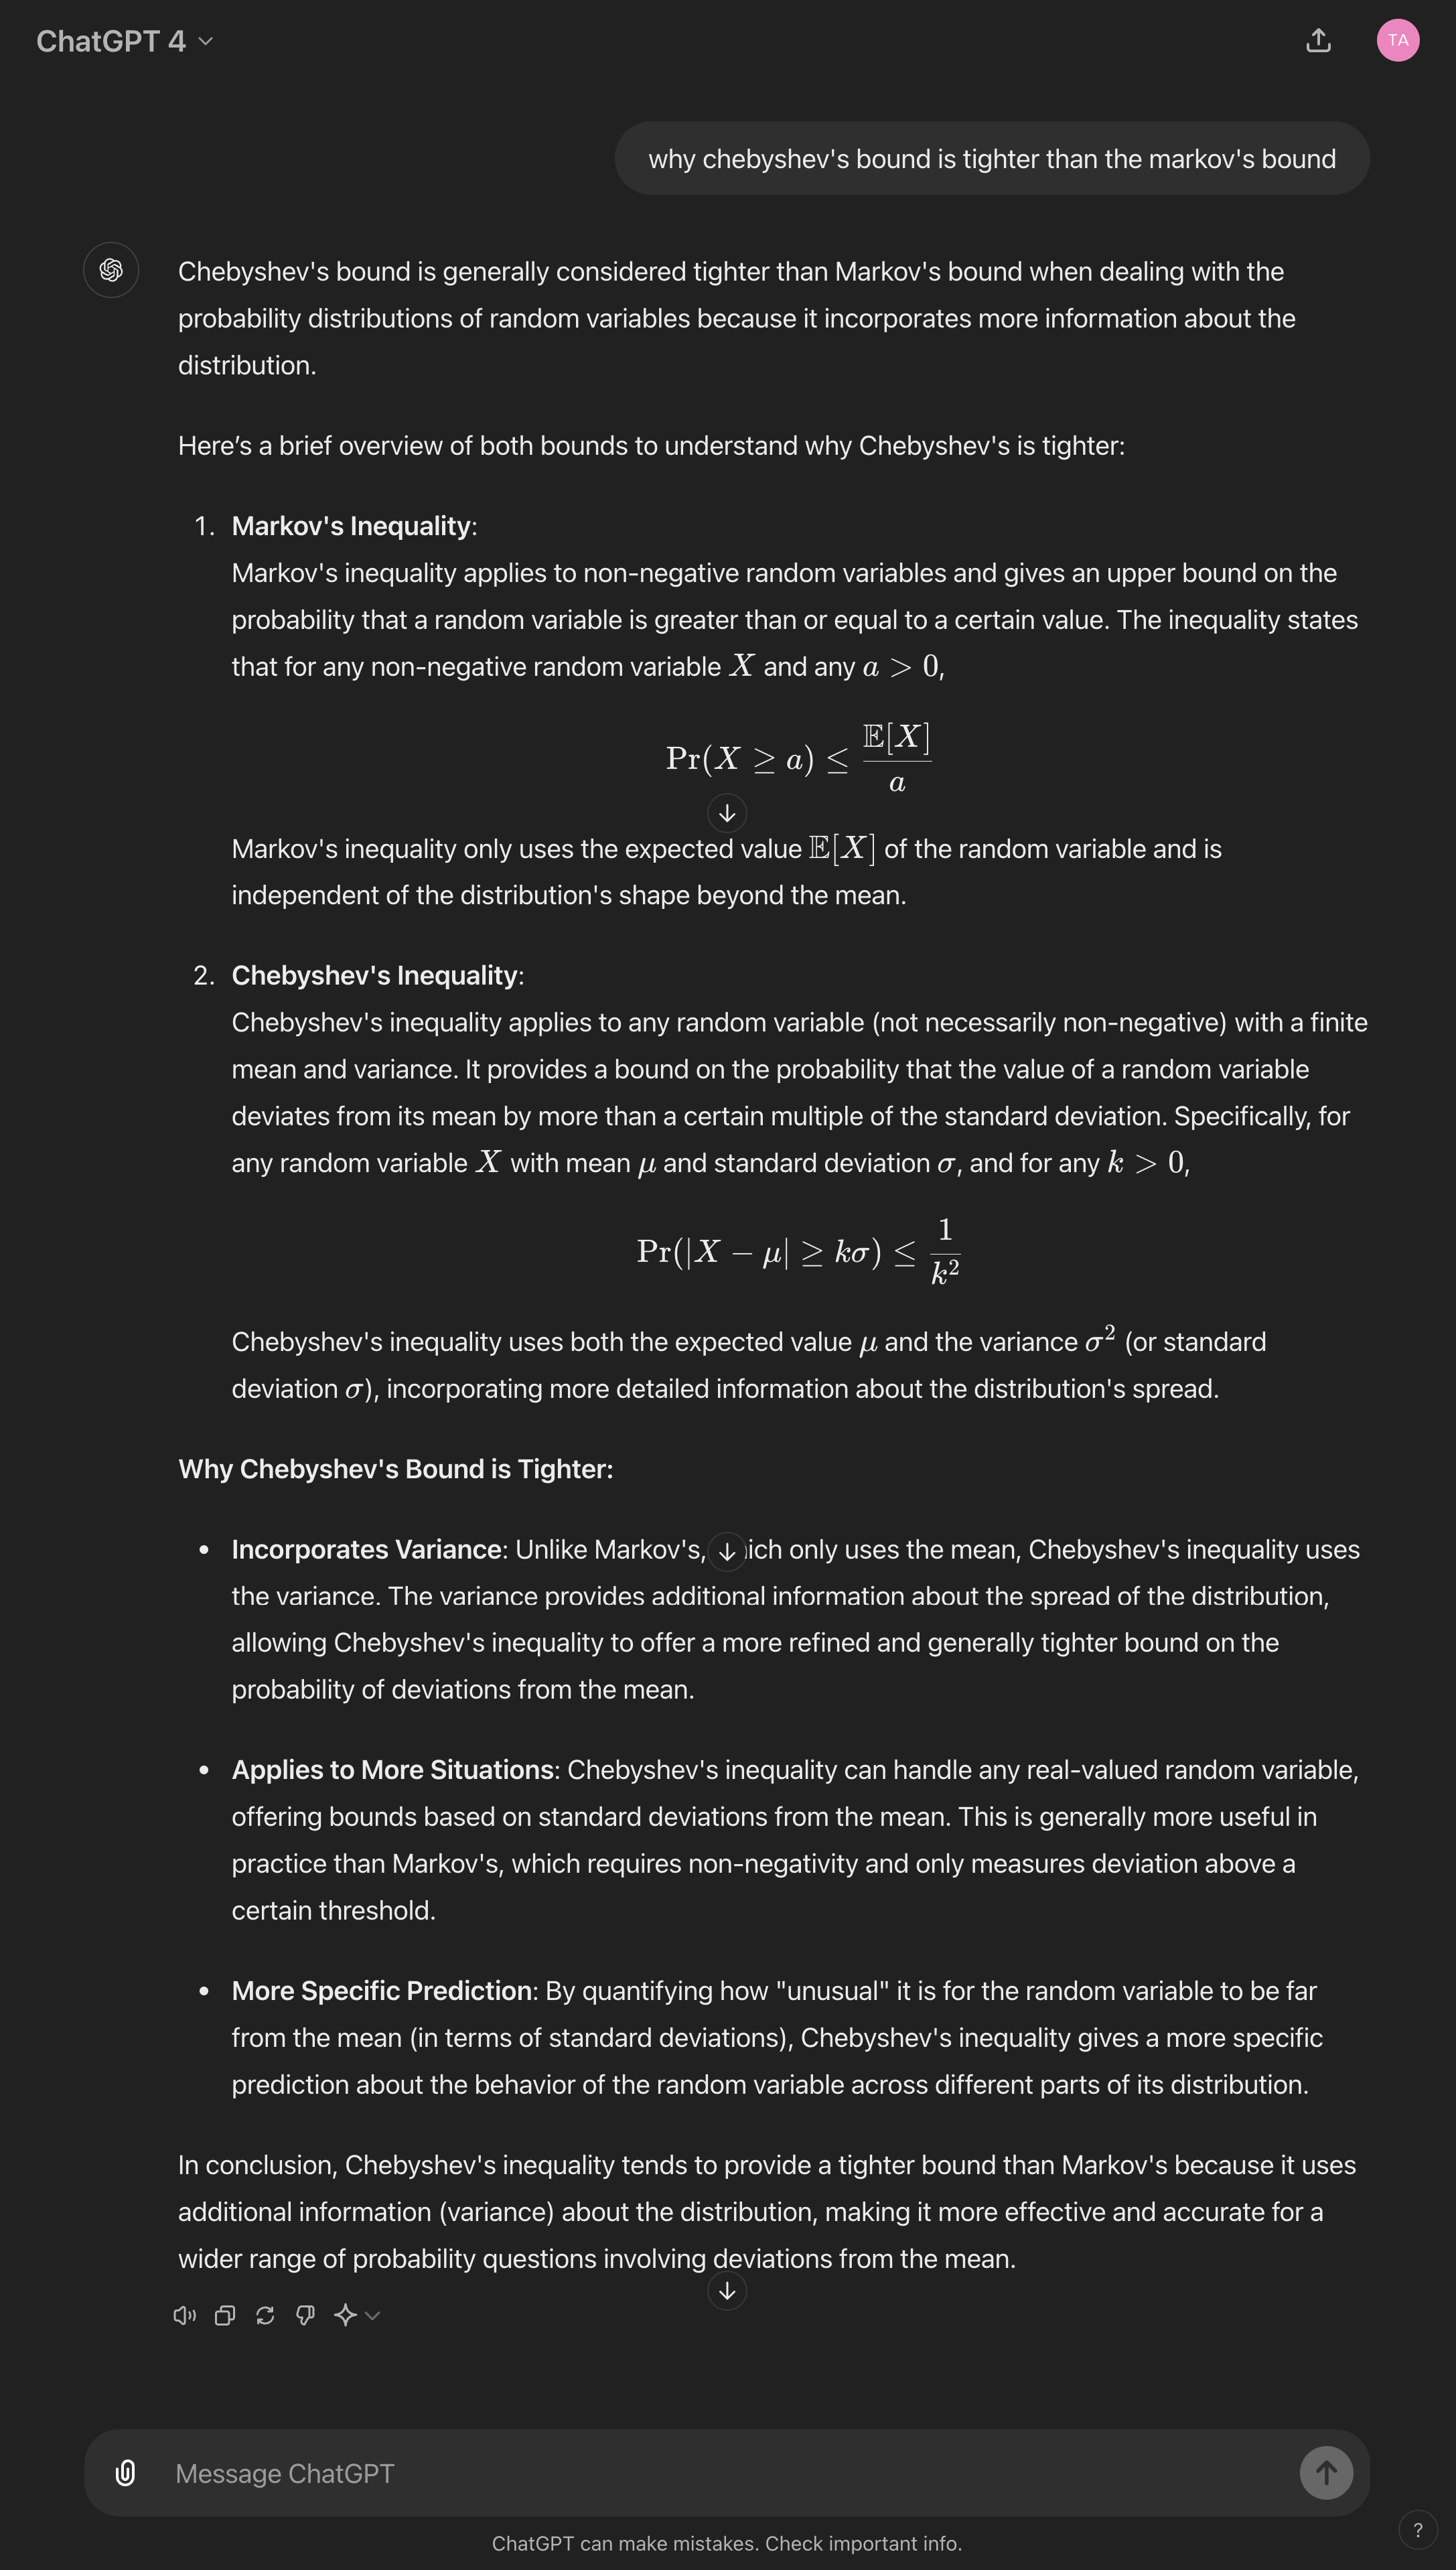 ChatGPT 4
TA
why chebyshev's bound is tighter than the markov's bound
Chebyshev's bound is generally considered tighter than Markov's bound when dealing with the
probability distributions of random variables because it incorporates more information about the
distribution.
Here’s a brief overview of both bounds to understand why Chebyshev's is tighter:
1. Markov's Inequality:
Markov's inequality applies to non-negative random variables and gives an upper bound on the
probability that a random variable is greater than or equal to a certain value. The inequality states
that for any non-negative random variable X and any a > 0,
Pr(X ≥ a) ≤ 𝔼[X] / a
Markov's inequality only uses the expected value 𝔼[X] of the random variable and is
independent of the distribution's shape beyond the mean.
2. Chebyshev's Inequality:
Chebyshev's inequality applies to any random variable (not necessarily non-negative) with a finite
mean and variance. It provides a bound on the probability that the value of a random variable
deviates from its mean by more than a certain multiple of the standard deviation. Specifically, for
any random variable X with mean μ and standard deviation σ, and for any k > 0,
Pr(|X − μ| ≥ kσ) ≤ 1 / k²
Chebyshev's inequality uses both the expected value μ and the variance σ² (or standard
deviation σ), incorporating more detailed information about the distribution's spread.
Why Chebyshev's Bound is Tighter:
• Incorporates Variance: Unlike Markov's, ich only uses the mean, Chebyshev's inequality uses
the variance. The variance provides additional information about the spread of the distribution,
allowing Chebyshev's inequality to offer a more refined and generally tighter bound on the
probability of deviations from the mean.
• Applies to More Situations: Chebyshev's inequality can handle any real-valued random variable,
offering bounds based on standard deviations from the mean. This is generally more useful in
practice than Markov's, which requires non-negativity and only measures deviation above a
certain threshold.
• More Specific Prediction: By quantifying how "unusual" it is for the random variable to be far
from the mean (in terms of standard deviations), Chebyshev's inequality gives a more specific
prediction about the behavior of the random variable across different parts of its distribution.
In conclusion, Chebyshev's inequality tends to provide a tighter bound than Markov's because it uses
additional information (variance) about the distribution, making it more effective and accurate for a
wider range of probability questions involving deviations from the mean.
Message ChatGPT
ChatGPT can make mistakes. Check important info.
?